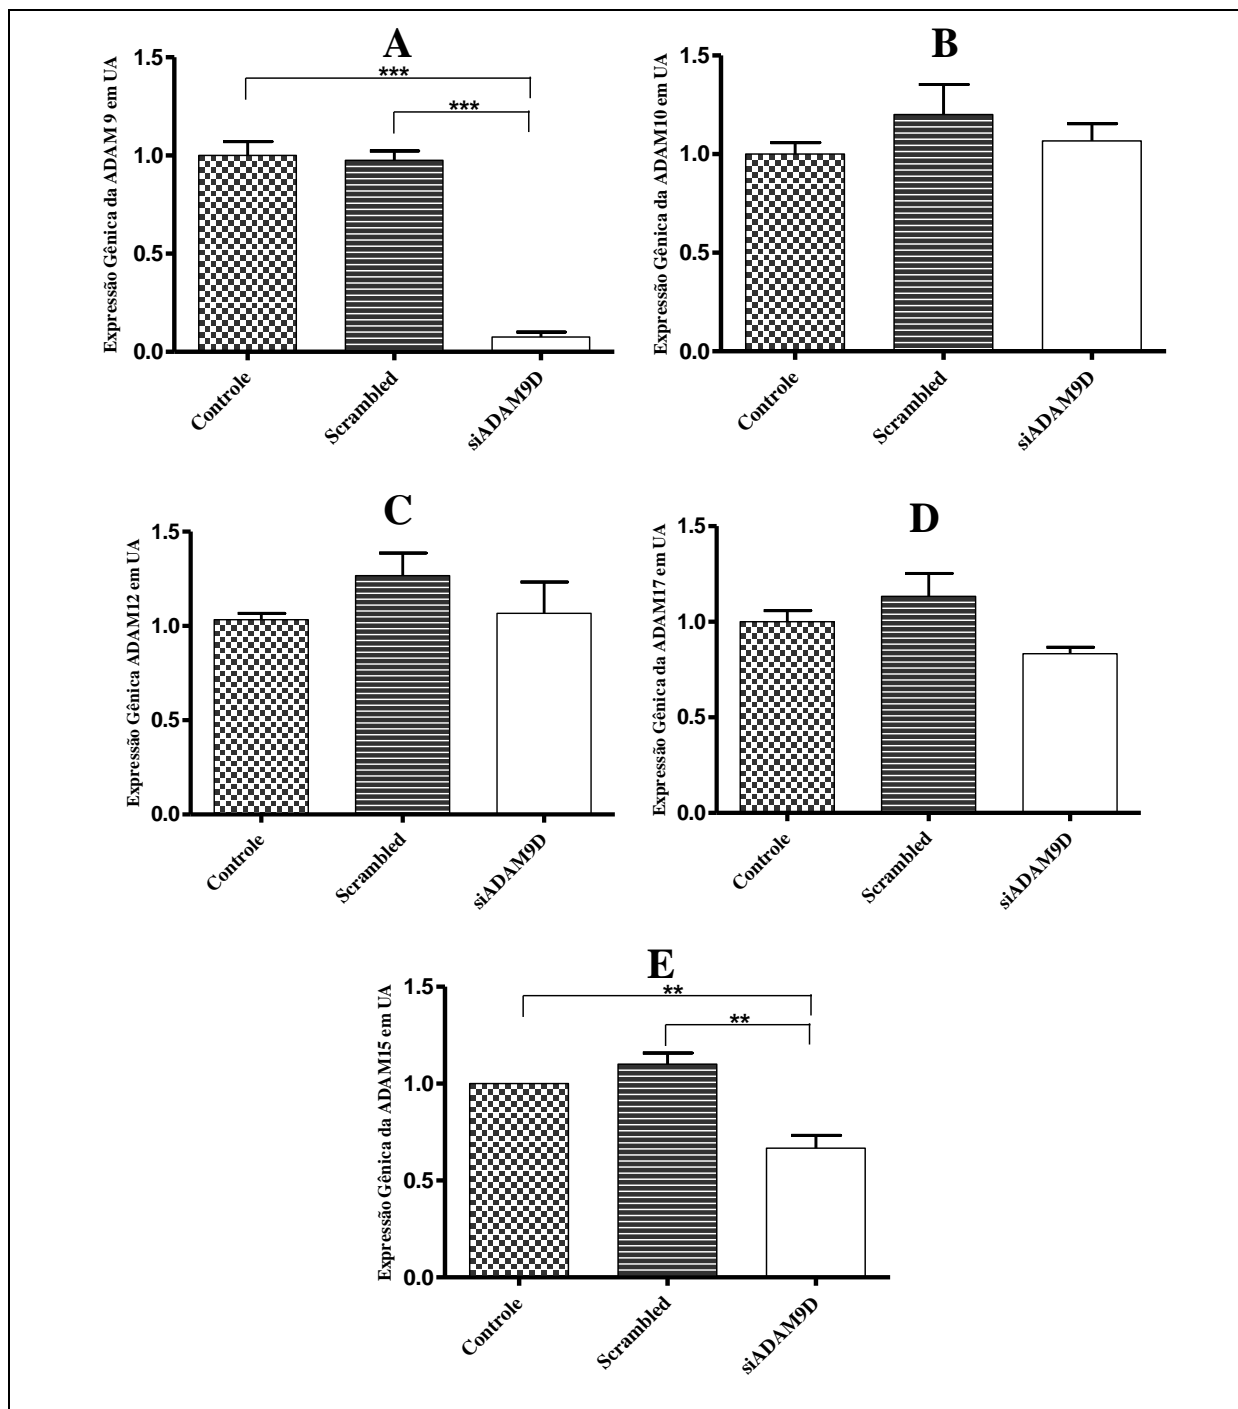 A
Expressão Gênica da ADAM 9 em UA
1.5
1.0
0.5
0.0
***
***
Controle
Scrambled
siADAM9D
B
Expressão Gênica da ADAM10 em UA
1.5
1.0
0.5
0.0
Controle
Scrambled
siADAM9D
C
Expressão Gênica ADAM12 em UA
1.5
1.0
0.5
0.0
Controle
Scrambled
siADAM9D
D
Expressão Gênica da ADAM17 em UA
1.5
1.0
0.5
0.0
Controle
Scrambled
siADAM9D
E
Expressão Gênica da ADAM15 em UA
1.5
1.0
0.5
0.0
**
**
Controle
Scrambled
siADAM9D